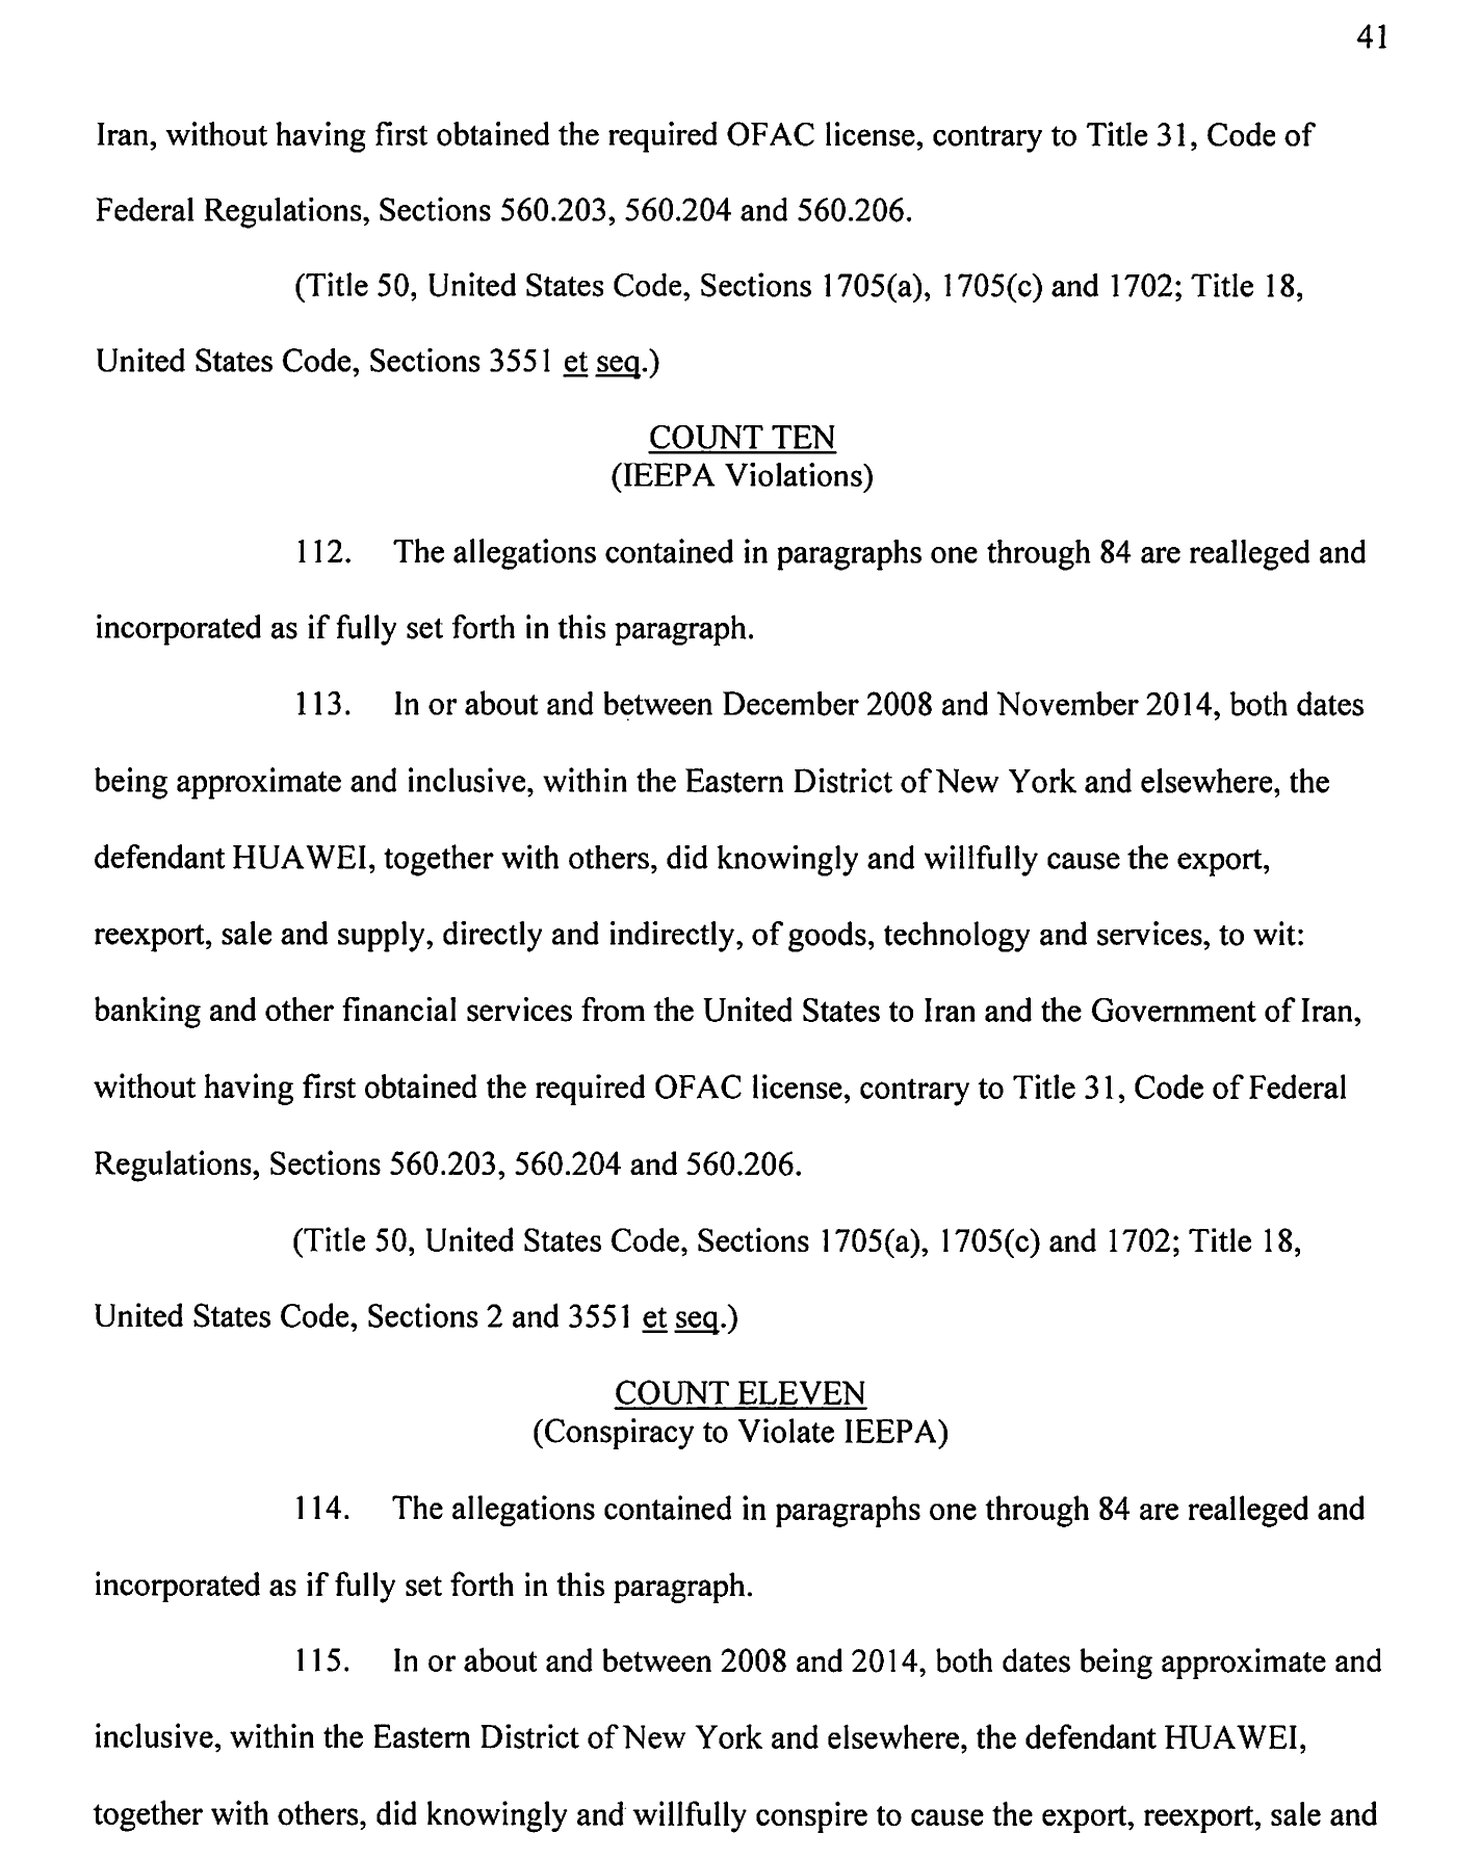 41
Iran, without having first obtained the required OFAC license, contrary to Title 31, Code of
Federal Regulations, Sections 560.203, 560.204 and 560.206.
(Title 50, United States Code, Sections 1705(a), 1705(c) and 1702; Title 18,
United States Code, Sections 3551 et seq.)
COUNT TEN
(IEEPA Violations)
112. The allegations contained in paragraphs one through 84 are realleged and
incorporated as if fully set forth in this paragraph.
113. In or about and between December 2008 and November 2014, both dates
being approximate and inclusive, within the Eastern District of New York and elsewhere, the
defendant HUAWEI, together with others, did knowingly and willfully cause the export,
reexport, sale and supply, directly and indirectly, of goods, technology and services, to wit:
banking and other financial services from the United States to Iran and the Government of Iran,
without having first obtained the required OFAC license, contrary to Title 31, Code of Federal
Regulations, Sections 560.203, 560.204 and 560.206.
(Title 50, United States Code, Sections 1705(a), 1705(c) and 1702; Title 18,
United States Code, Sections 2 and 3551 et seq.)
COUNT ELEVEN
(Conspiracy to Violate IEEPA)
114. The allegations contained in paragraphs one through 84 are realleged and
incorporated as if fully set forth in this paragraph.
115. In or about and between 2008 and 2014, both dates being approximate and
inclusive, within the Eastern District of New York and elsewhere, the defendant HUAWEI,
together with others, did knowingly and willfully conspire to cause the export, reexport, sale and